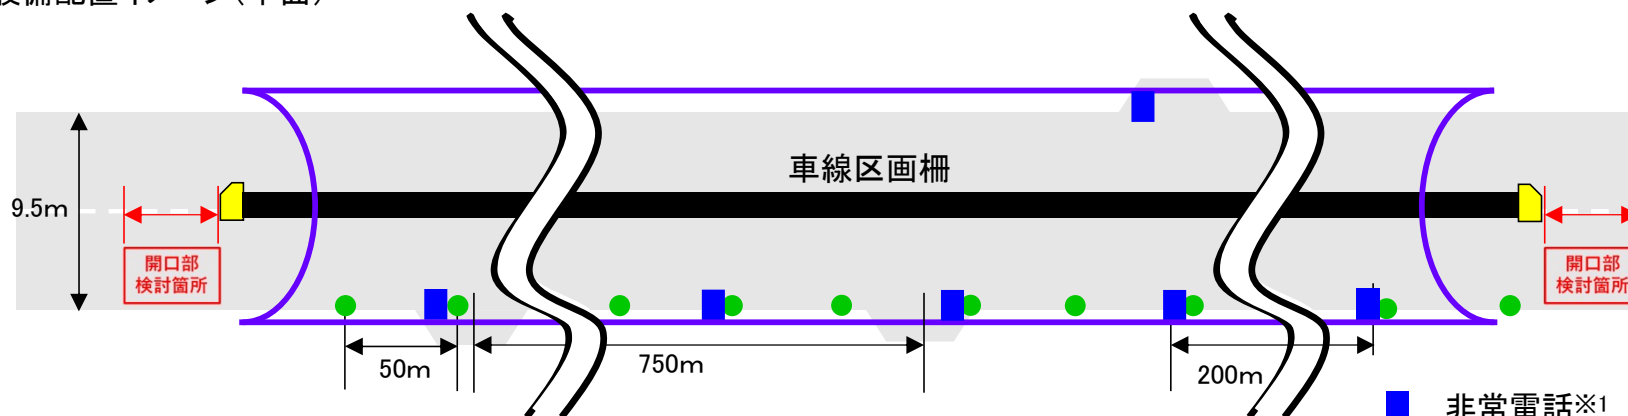 車線区画柵
9.5m
開口部
検討箇所
開口部
検討箇所
50m
750m
200m
非常電話※1